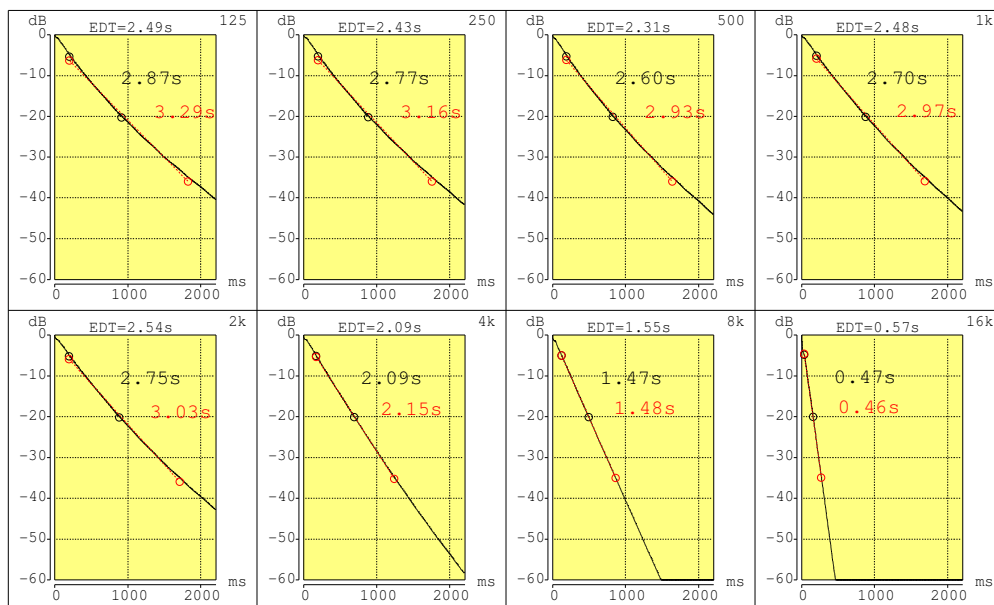 dB EDT=2.49s 125
0
-10
2.87s
3.29s
-20
-30
-40
-50
-60
0 1000 2000 ms
dB EDT=2.43s 250
0
-10
2.77s
3.16s
-20
-30
-40
-50
-60
0 1000 2000 ms
dB EDT=2.31s 500
0
-10
2.60s
2.93s
-20
-30
-40
-50
-60
0 1000 2000 ms
dB EDT=2.48s 1k
0
-10
2.70s
2.97s
-20
-30
-40
-50
-60
0 1000 2000 ms
dB EDT=2.54s 2k
0
-10
2.75s
3.03s
-20
-30
-40
-50
-60
0 1000 2000 ms
dB EDT=2.09s 4k
0
-10
2.09s
2.15s
-20
-30
-40
-50
-60
0 1000 2000 ms
dB EDT=1.55s 8k
0
-10
1.47s
1.48s
-20
-30
-40
-50
-60
0 1000 2000 ms
dB EDT=0.57s 16k
0
-10
0.47s
0.46s
-20
-30
-40
-50
-60
0 1000 2000 ms